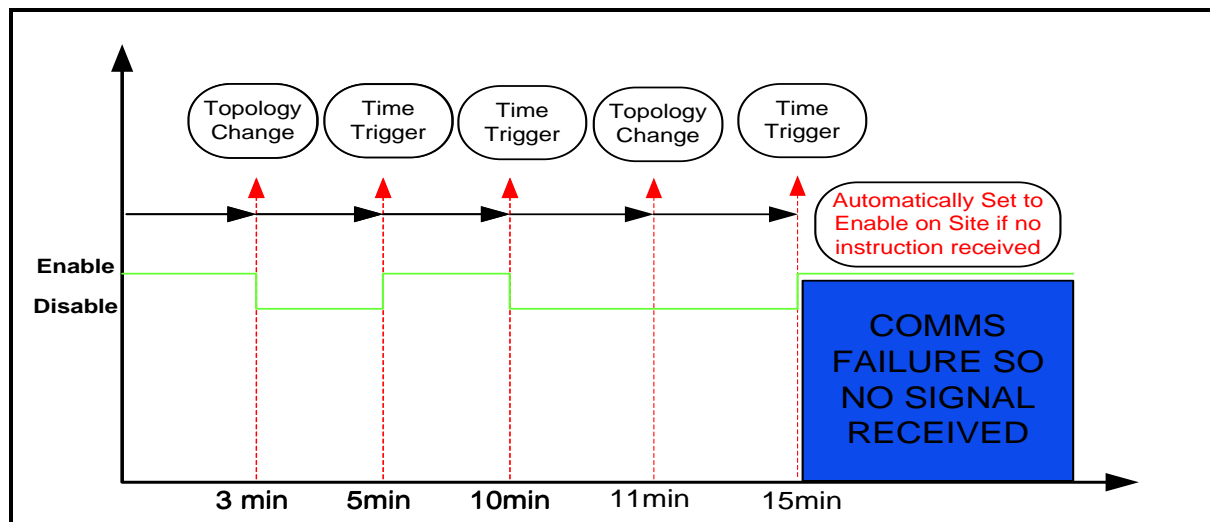 Topology
Change
Time
Trigger
Time
Trigger
Topology
Change
Time
Trigger
Automatically Set to
Enable on Site if no
instruction received
Enable
Disable
COMMS
FAILURE SO
NO SIGNAL
RECEIVED
3 min
5min
10min
11min
15min